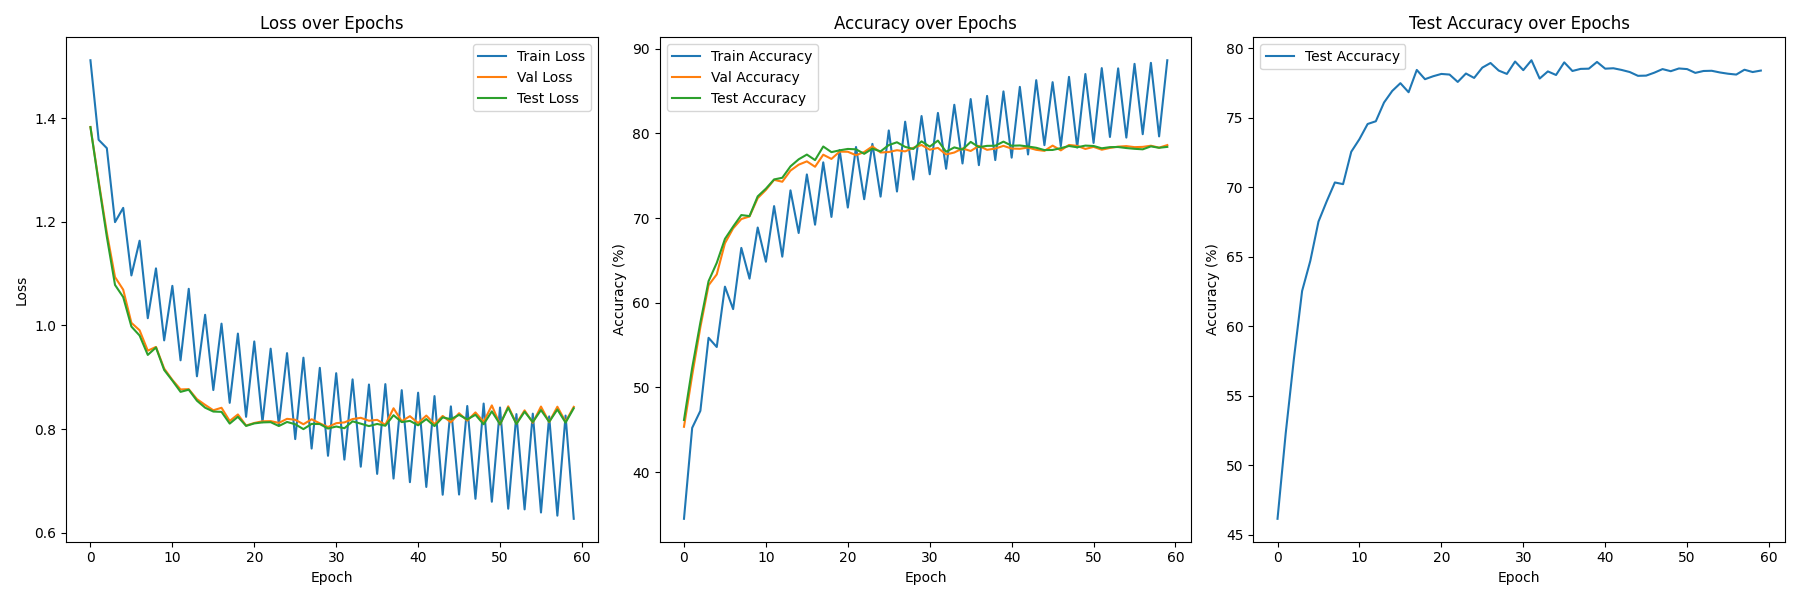 Loss over Epochs
Train Loss
Val Loss
Test Loss
Loss
1.4
1.2
1.0
0.8
0.6
0 10 20 30 40 50 60
Epoch
Accuracy over Epochs
Train Accuracy
Val Accuracy
Test Accuracy
Accuracy (%)
90
80
70
60
50
40
0 10 20 30 40 50 60
Epoch
Test Accuracy over Epochs
Test Accuracy
Accuracy (%)
80
75
70
65
60
55
50
45
0 10 20 30 40 50 60
Epoch